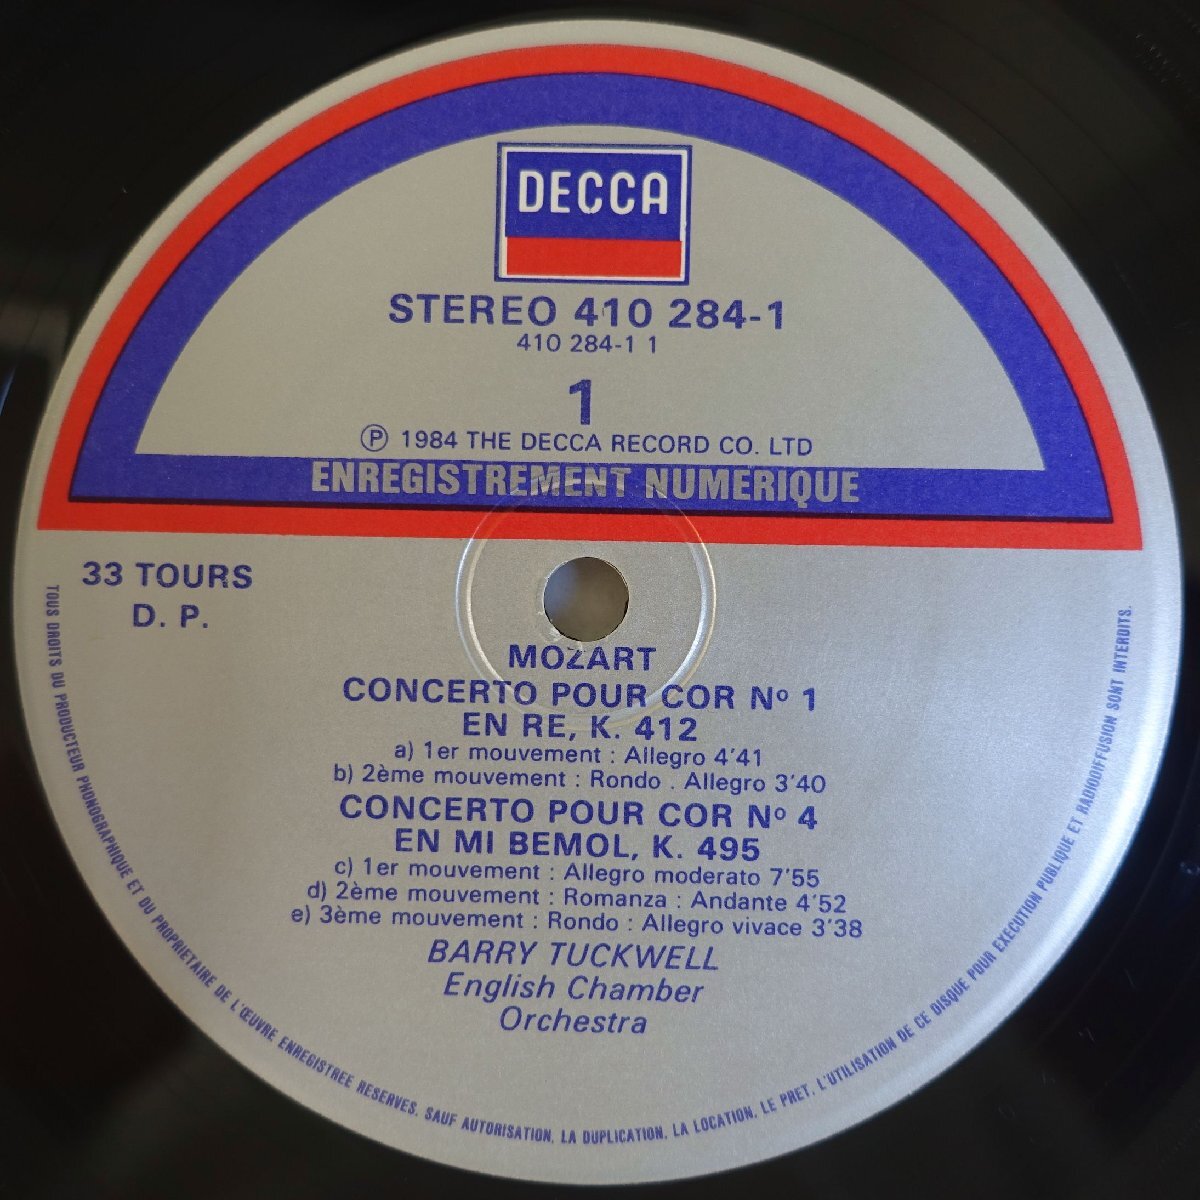 DECCA
STEREO 410 284-1
410 284-1 1
1
Ⓟ 1984 THE DECCA RECORD CO. LTD
ENREGISTREMENT NUMERIQUE
33 TOURS
D. P.
MOZART
CONCERTO POUR COR Nº 1
EN RE, K. 412
a) 1er mouvement : Allegro 4'41
b) 2ème mouvement : Rondo . Allegro 3'40
CONCERTO POUR COR Nº 4
EN MI BEMOL, K. 495
c) 1er mouvement : Allegro moderato 7'55
d) 2ème mouvement : Romanza : Andante 4'52
e) 3ème mouvement : Rondo : Allegro vivace 3'38
BARRY TUCKWELL
English Chamber
Orchestra
TOUS DROITS DU PRODUCTEUR PHONOGRAPHIQUE ET DU PROPRIETAIRE DE L'ŒUVRE ENREGISTREE RESERVES. SAUF AUTORISATION, LA DUPLICATION, LA LOCATION, LE PRET, L'UTILISATION DE CE DISQUE POUR EXECUTION PUBLIQUE ET RADIODIFFUSION SONT INTERDITS.